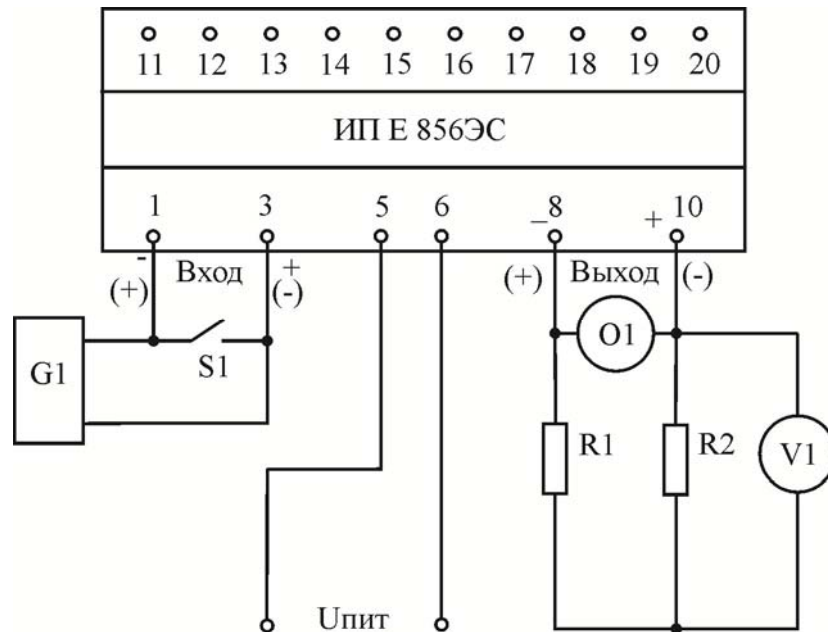 11 12 13 14 15 16 17 18 19 20
ИП Е 856ЭС
1 3 5 6 8 10
- + – +
(+) Вход (-) (+) Выход (-)
G1 S1 O1
R1 R2 V1
Uпит